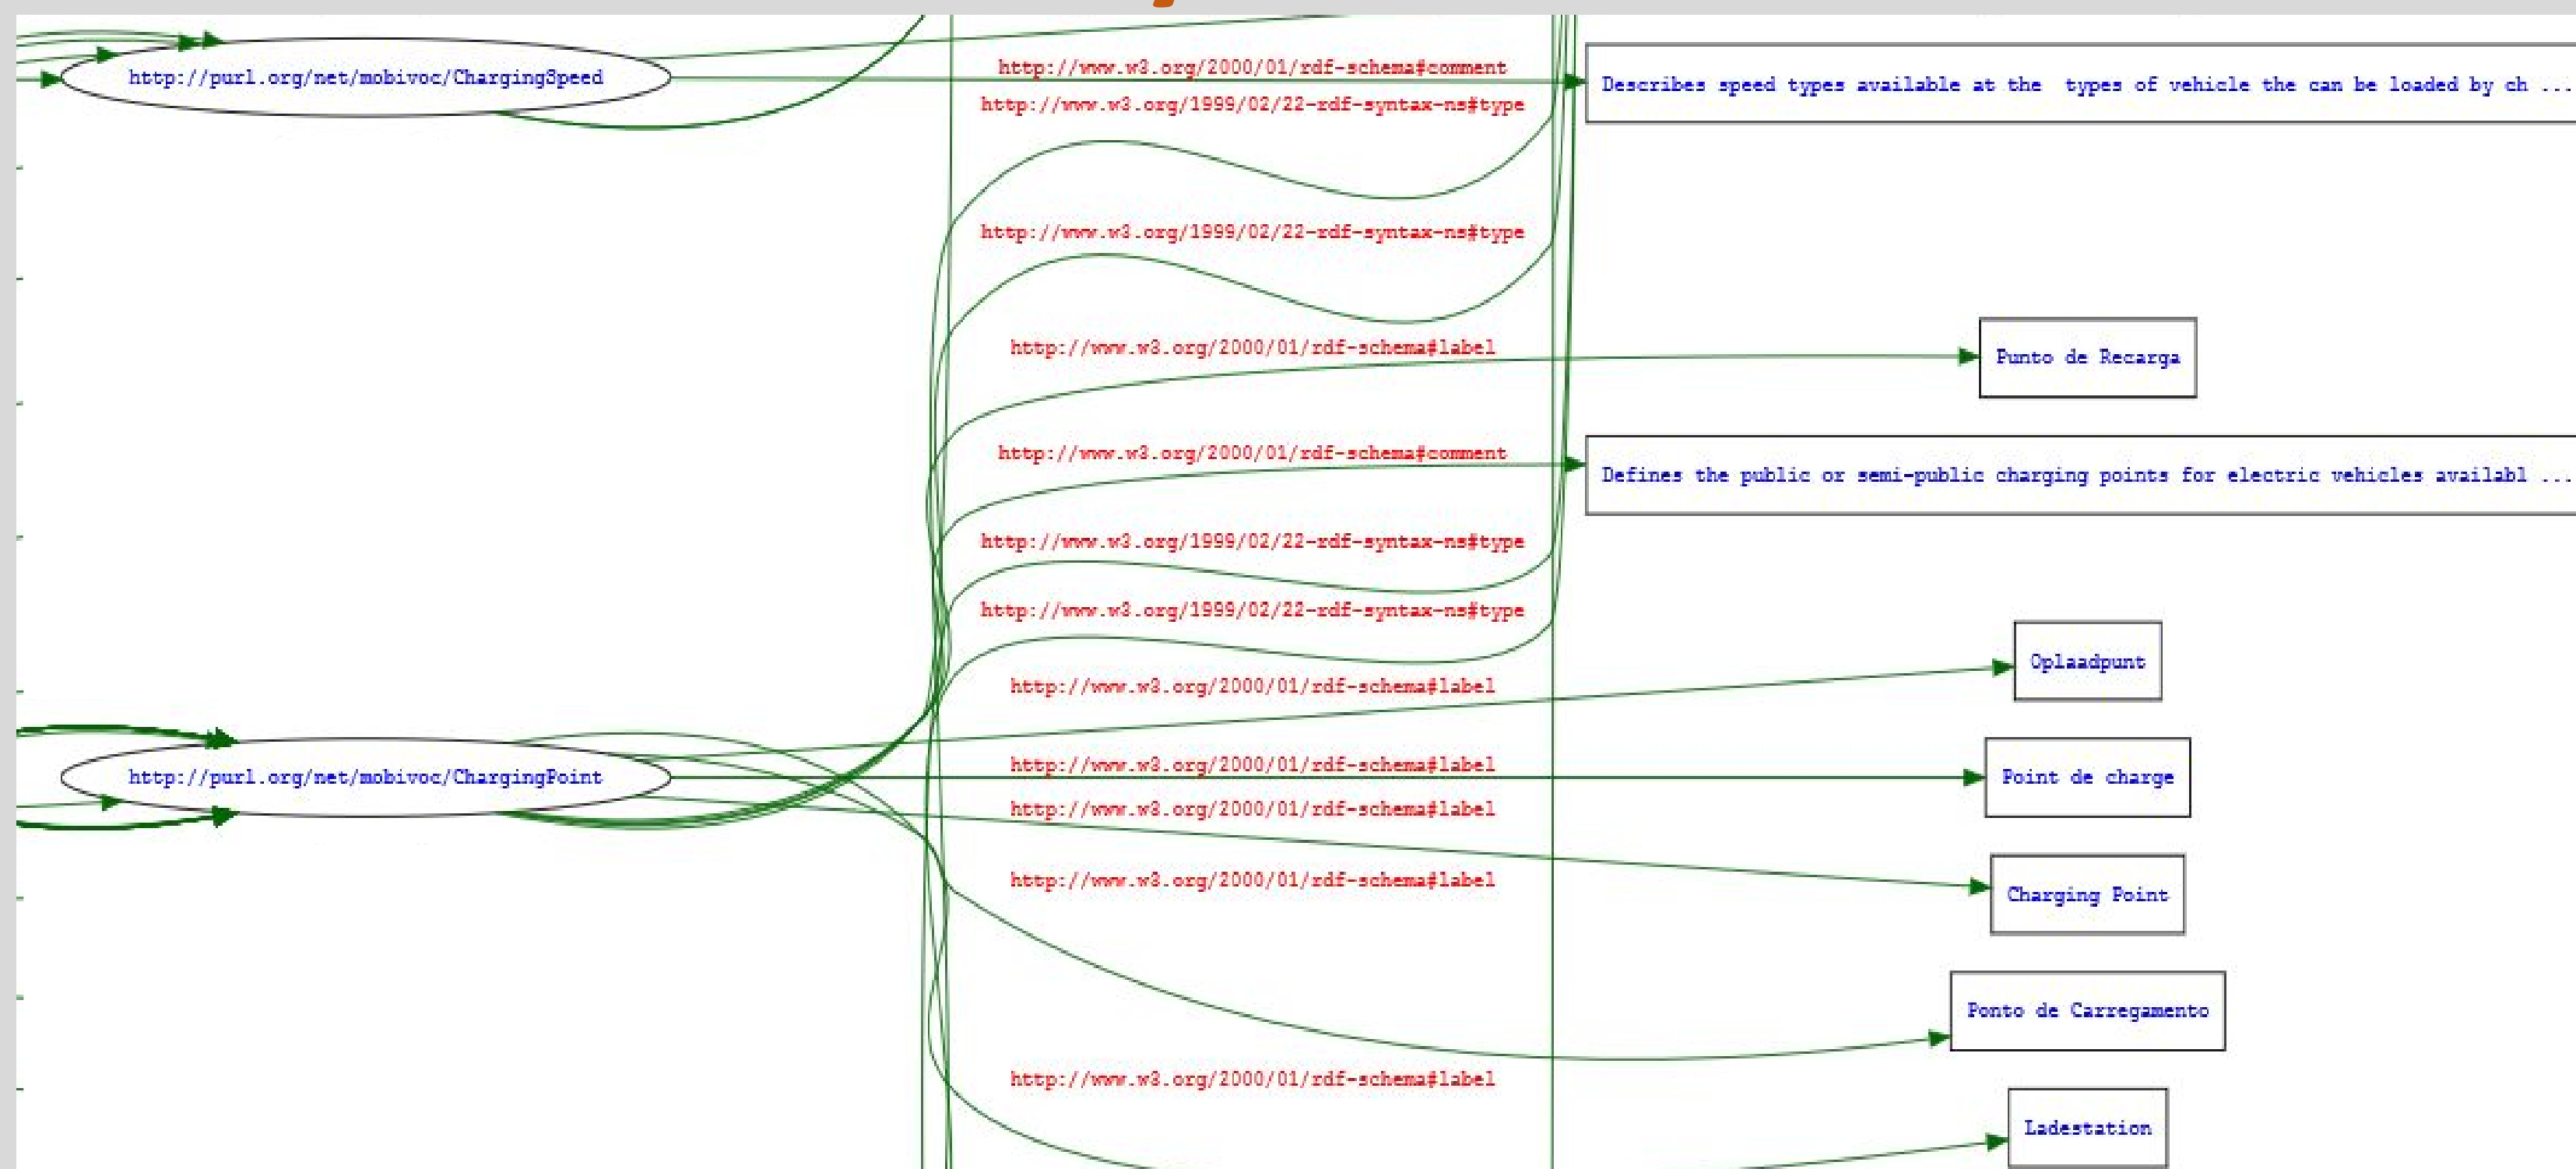 http://purl.org/net/mobivoc/ChargingSpeed
http://www.w3.org/2000/01/rdf-schema#comment
Describes speed types available at the  types of vehicle the can be loaded by ch ...
http://www.w3.org/1999/02/22-rdf-syntax-ns#type
http://www.w3.org/1999/02/22-rdf-syntax-ns#type
http://www.w3.org/2000/01/rdf-schema#label
Punto de Recarga
http://www.w3.org/2000/01/rdf-schema#comment
Defines the public or semi-public charging points for electric vehicles availabl ...
http://www.w3.org/1999/02/22-rdf-syntax-ns#type
http://www.w3.org/1999/02/22-rdf-syntax-ns#type
http://www.w3.org/2000/01/rdf-schema#label
Oplaadpunt
http://purl.org/net/mobivoc/ChargingPoint
http://www.w3.org/2000/01/rdf-schema#label
Point de charge
http://www.w3.org/2000/01/rdf-schema#label
Charging Point
http://www.w3.org/2000/01/rdf-schema#label
Ponto de Carregamento
http://www.w3.org/2000/01/rdf-schema#label
Ladestation